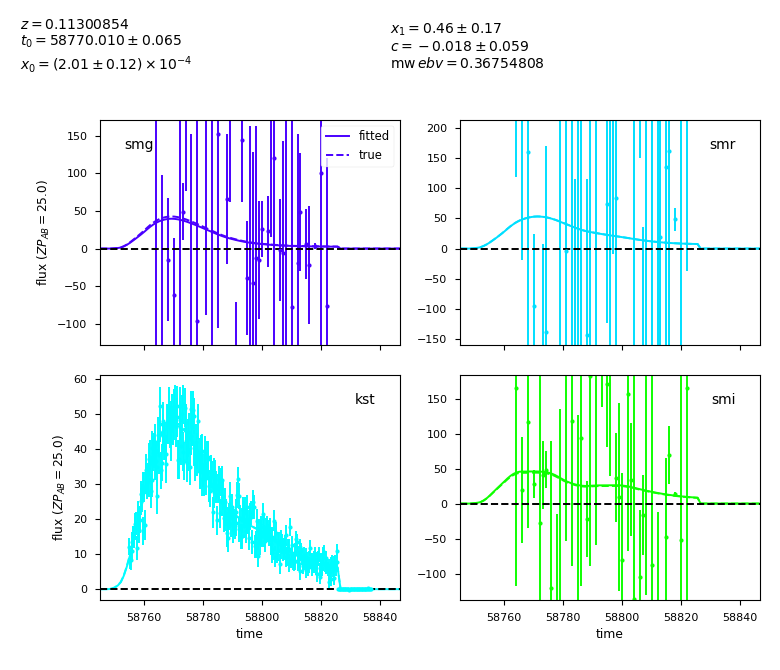 z = 0.11300854
t₀ = 58770.010 ± 0.065
x₀ = (2.01 ± 0.12) × 10⁻⁴
x₁ = 0.46 ± 0.17
c = −0.018 ± 0.059
mw ebv = 0.36754808
smg
fitted
true
150
100
50
0
−50
−100
flux (ZP_AB = 25.0)
smr
200
150
100
50
0
−50
−100
−150
kst
60
50
40
30
20
10
0
flux (ZP_AB = 25.0)
58760 58780 58800 58820 58840
time
smi
150
100
50
0
−50
−100
58760 58780 58800 58820 58840
time